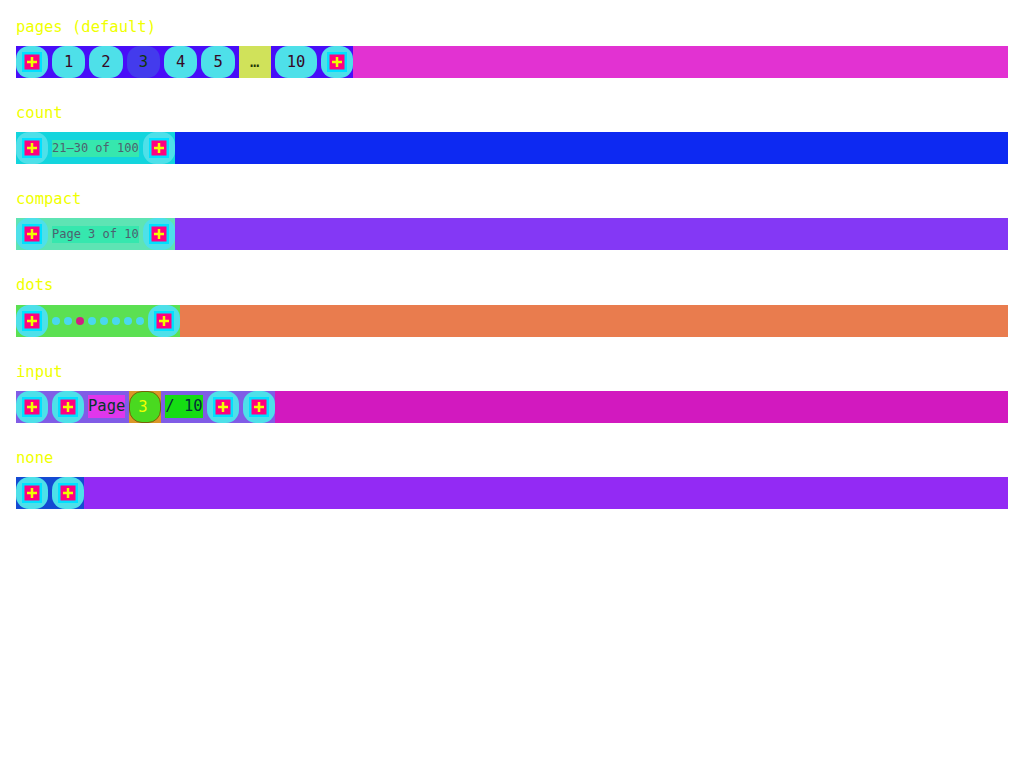 pages (default)
1 2 3 4 5 … 10
count
21–30 of 100
compact
Page 3 of 10
dots
input
Page 3 / 10
none